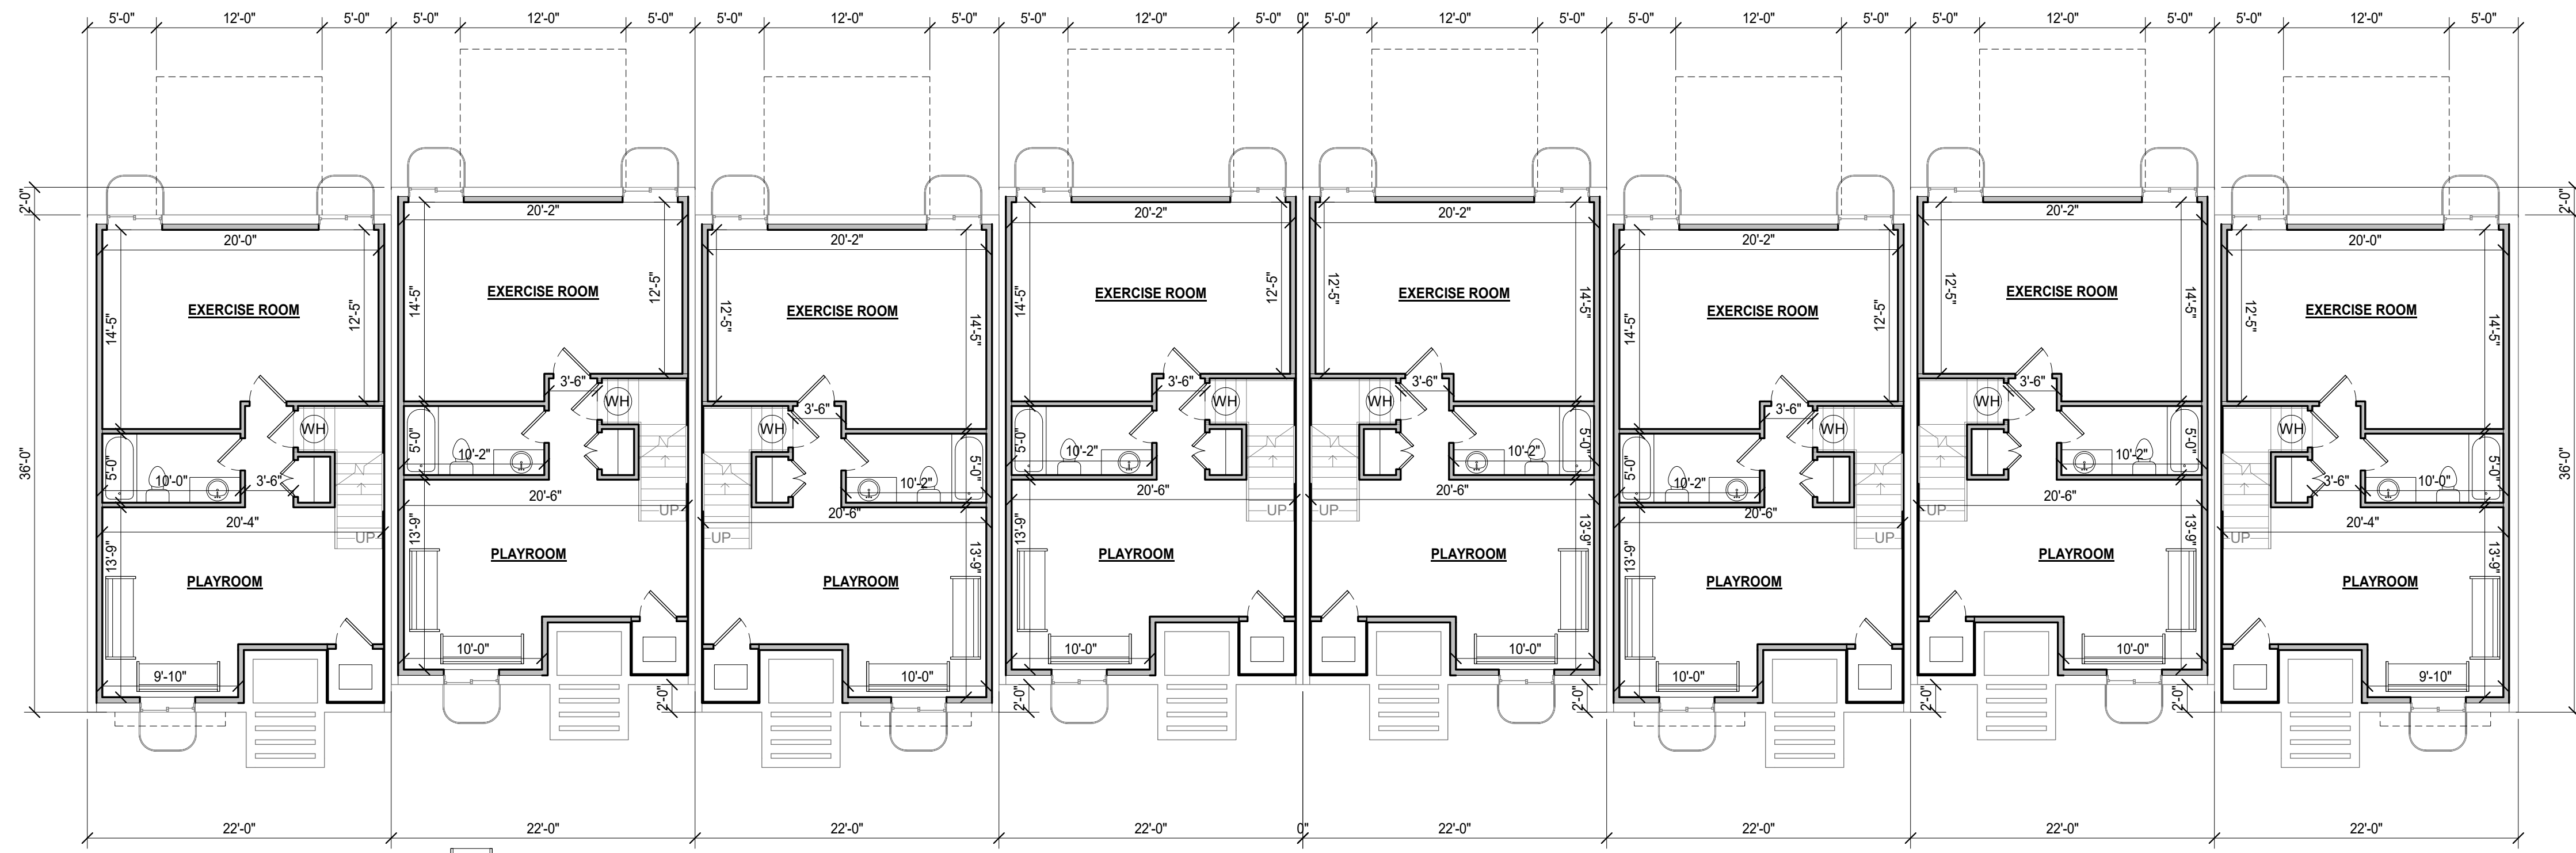 5'-0" 12'-0" 5'-0" 5'-0" 12'-0" 5'-0" 5'-0" 12'-0" 5'-0" 5'-0" 12'-0" 5'-0" 0" 5'-0" 12'-0" 5'-0" 5'-0" 12'-0" 5'-0" 5'-0" 12'-0" 5'-0" 5'-0" 12'-0" 5'-0"
2'-0" 2'-0"
20'-2" 20'-2" 20'-2" 20'-2"
20'-0" 20'-2" 20'-2" 20'-0"
12'-5" 12'-5" 12'-5" 12'-5"
14'-5" 14'-5" 14'-5" 14'-5"
EXERCISE ROOM EXERCISE ROOM EXERCISE ROOM EXERCISE ROOM
EXERCISE ROOM EXERCISE ROOM EXERCISE ROOM EXERCISE ROOM
12'-5" 12'-5" 12'-5" 12'-5"
14'-5" 14'-5" 14'-5" 14'-5"
3'-6" 3'-6" 3'-6" 3'-6"
WH WH WH WH
3'-6" 3'-6"
WH WH WH WH
5'-0" 5'-0" 5'-0" 5'-0"
10'-2" 10'-2" 10'-2" 10'-2"
36'-0" 36'-0"
5'-0" 5'-0" 5'-0" 5'-0"
10'-0" 3'-6" 10'-2" 10'-2" 3'-6" 10'-0"
20'-6" 20'-6" 20'-6" 20'-6"
UP UP UP UP
20'-4" 20'-6" 20'-6" 20'-4"
13'-9" 13'-9" 13'-9" 13'-9"
UP UP UP UP
PLAYROOM PLAYROOM PLAYROOM PLAYROOM
13'-9" 13'-9" 13'-9" 13'-9"
PLAYROOM PLAYROOM PLAYROOM PLAYROOM
10'-0" 10'-0" 10'-0" 10'-0"
9'-10" 10'-0" 10'-0" 9'-10"
2'-0" 2'-0" 2'-0" 2'-0" 2'-0"
22'-0" 22'-0" 22'-0" 22'-0" 0" 22'-0" 22'-0" 22'-0" 22'-0"